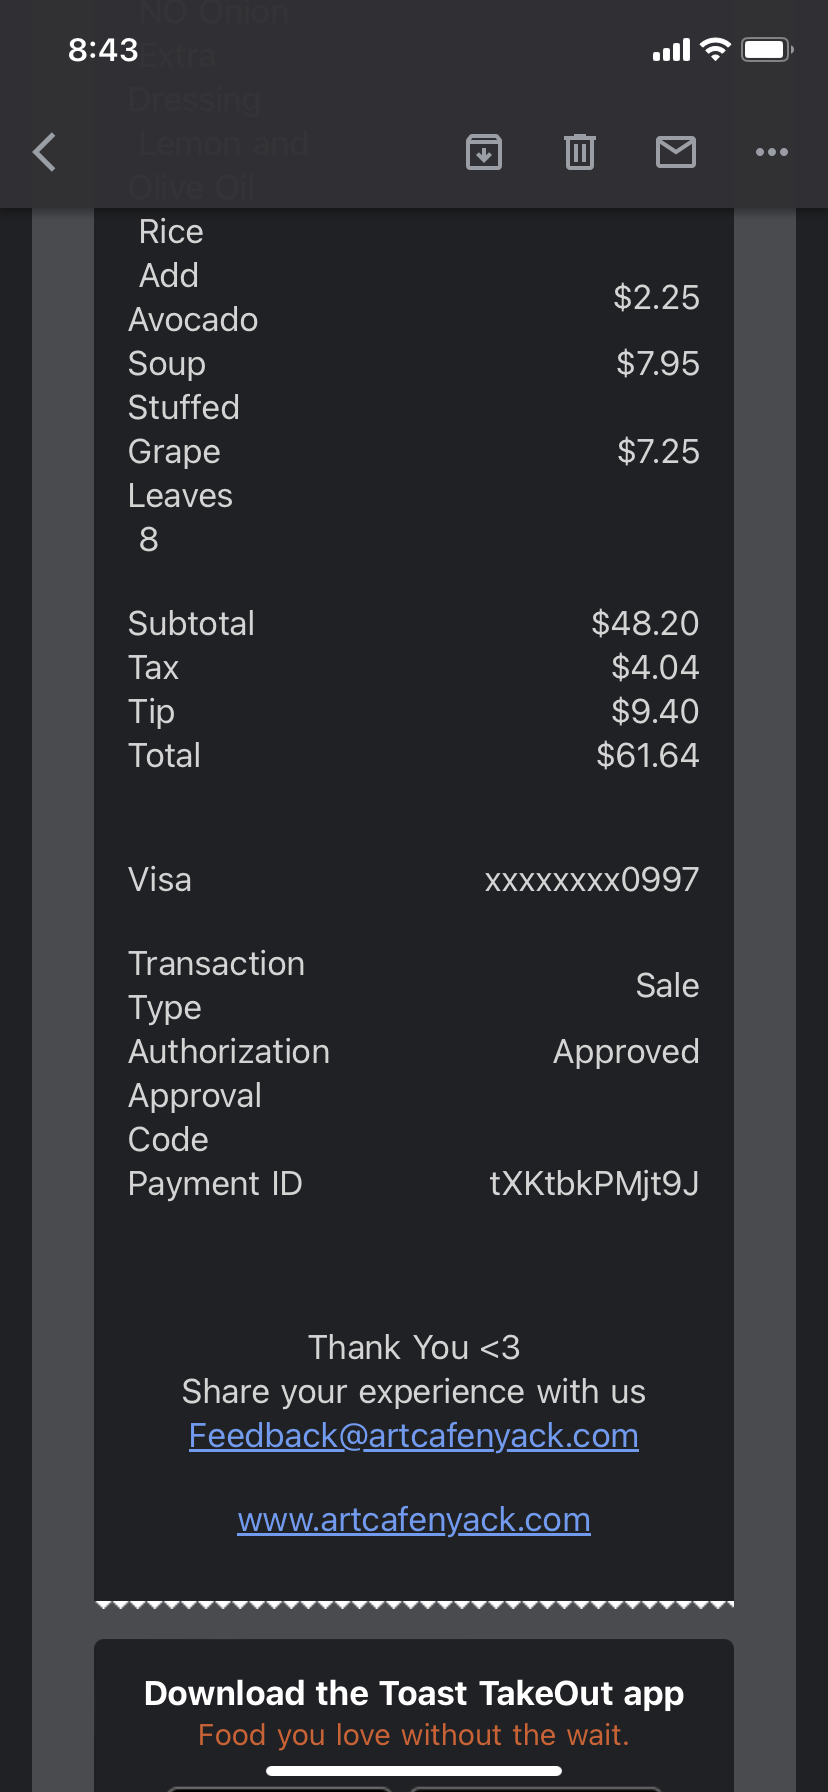 NO Onion
8:43
Extra
Dressing
Lemon and
Olive Oil
Rice
Add
Avocado $2.25
Soup $7.95
Stuffed
Grape $7.25
Leaves
8
Subtotal $48.20
Tax $4.04
Tip $9.40
Total $61.64
Visa xxxxxxxx0997
Transaction
Type Sale
Authorization Approved
Approval
Code
Payment ID tXKtbkPMjt9J
Thank You <3
Share your experience with us
Feedback@artcafenyack.com
www.artcafenyack.com
Download the Toast TakeOut app
Food you love without the wait.